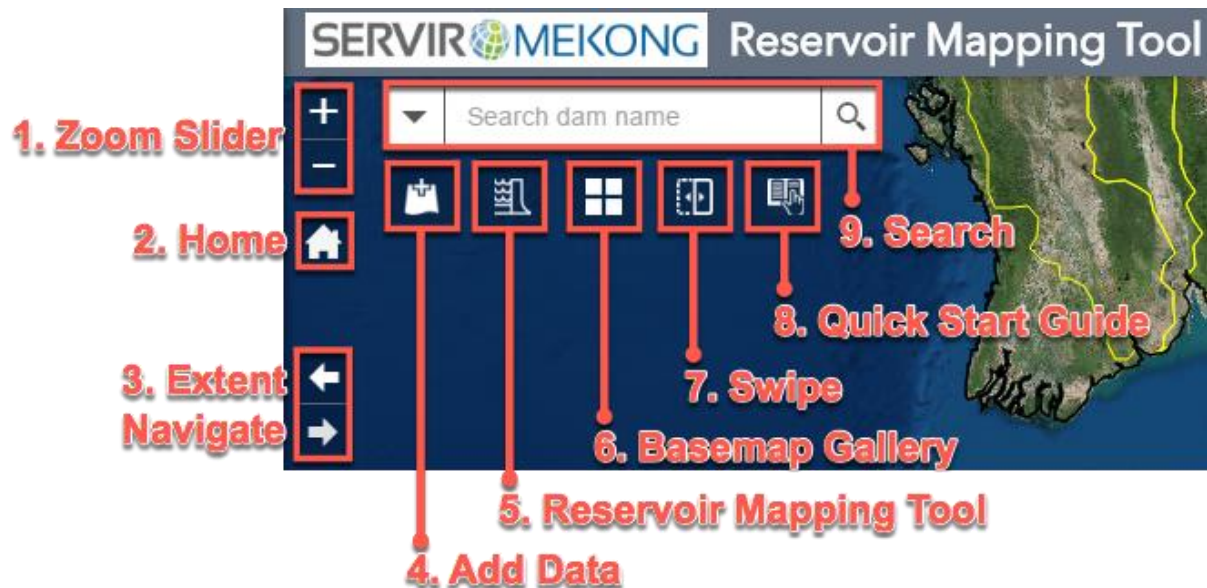 SERVIR MEKONG Reservoir Mapping Tool
Search dam name
1. Zoom Slider
2. Home
9. Search
8. Quick Start Guide
3. Extent
Navigate
7. Swipe
6. Basemap Gallery
5. Reservoir Mapping Tool
4. Add Data